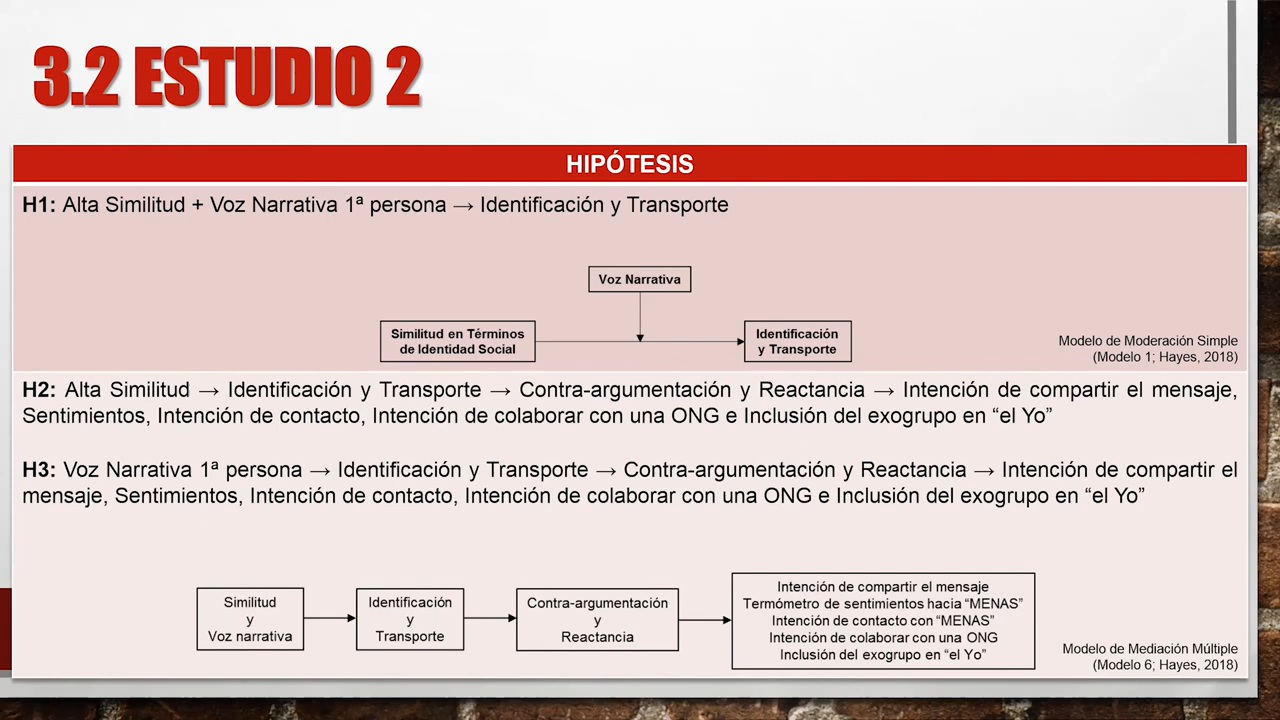 3.2 ESTUDIO 2
HIPÓTESIS
H1: Alta Similitud + Voz Narrativa 1ª persona → Identificación y Transporte
Voz Narrativa
Similitud en Términos
de Identidad Social
Identificación
y Transporte
Modelo de Moderación Simple
(Modelo 1; Hayes, 2018)
H2: Alta Similitud → Identificación y Transporte → Contra-argumentación y Reactancia → Intención de compartir el mensaje,
Sentimientos, Intención de contacto, Intención de colaborar con una ONG e Inclusión del exogrupo en “el Yo”
H3: Voz Narrativa 1ª persona → Identificación y Transporte → Contra-argumentación y Reactancia → Intención de compartir el
mensaje, Sentimientos, Intención de contacto, Intención de colaborar con una ONG e Inclusión del exogrupo en “el Yo”
Similitud
y
Voz narrativa
Identificación
y
Transporte
Contra-argumentación
y
Reactancia
Intención de compartir el mensaje
Termómetro de sentimientos hacia “MENAS”
Intención de contacto con “MENAS”
Intención de colaborar con una ONG
Inclusión del exogrupo en “el Yo”
Modelo de Mediación Múltiple
(Modelo 6; Hayes, 2018)